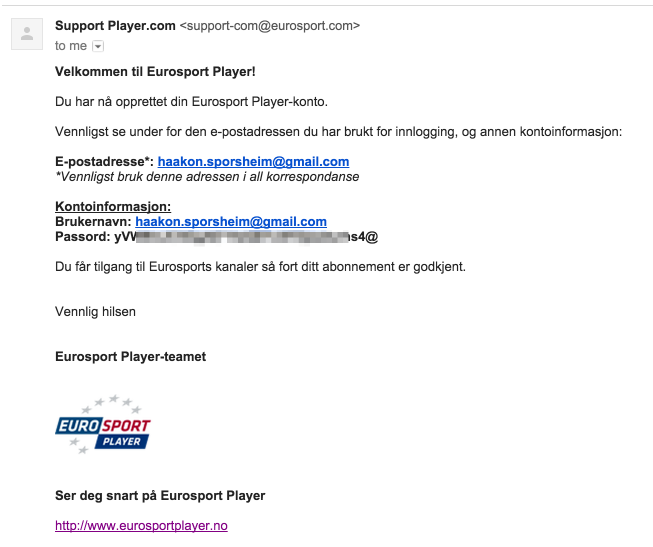 Support Player.com <support-com@eurosport.com>
to me
Velkommen til Eurosport Player!
Du har nå opprettet din Eurosport Player-konto.
Vennligst se under for den e-postadressen du har brukt for innlogging, og annen kontoinformasjon:
E-postadresse*: haakon.sporsheim@gmail.com
*Vennligst bruk denne adressen i all korrespondanse
Kontoinformasjon:
Brukernavn: haakon.sporsheim@gmail.com
Passord:
Du får tilgang til Eurosports kanaler så fort ditt abonnement er godkjent.
Vennlig hilsen
Eurosport Player-teamet
EUROSPORT
PLAYER
Ser deg snart på Eurosport Player
http://www.eurosportplayer.no